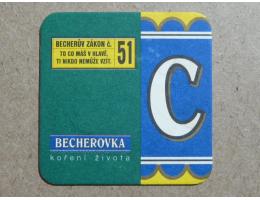 BECHERŮV ZÁKON č. 51
TO CO MÁŠ V HLAVĚ,
TI NIKDO NEMŮŽE VZÍT.
C
BECHEROVKA
koření života